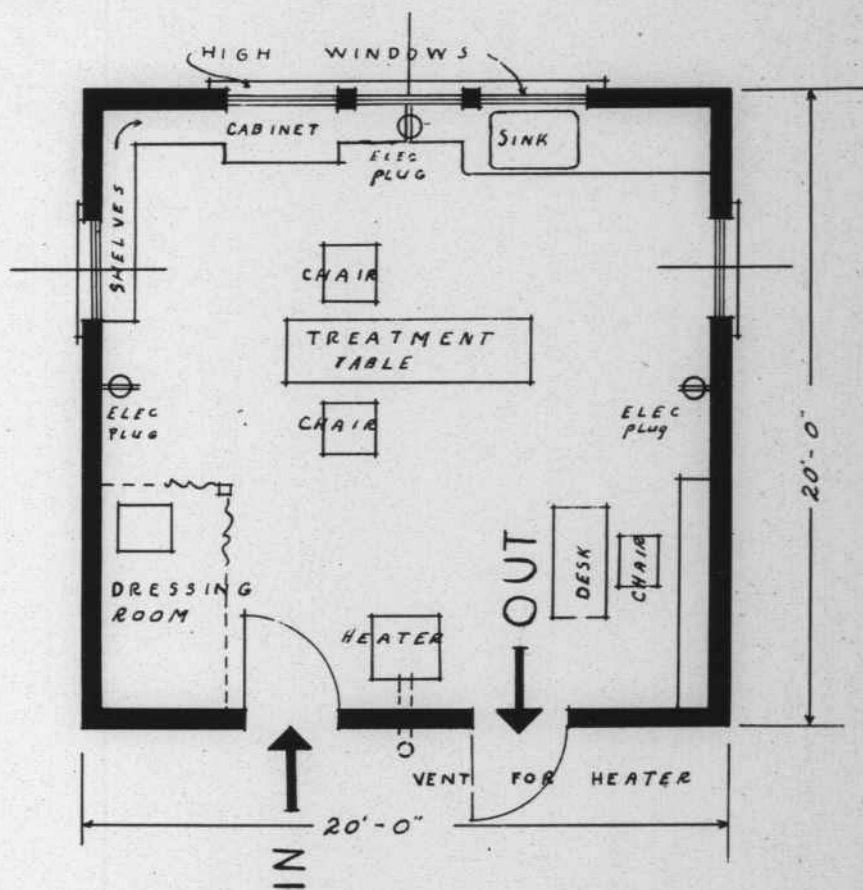 HIGH WINDOWS
CABINET
ELEC
PLUG
SINK
SHELVES
CHAIR
TREATMENT
TABLE
CHAIR
ELEC
PLUG
ELEC
PLUG
20'-0"
DRESSING
ROOM
HEATER
OUT
DESK
CHAIR
VENT FOR HEATER
20'-0"
IN